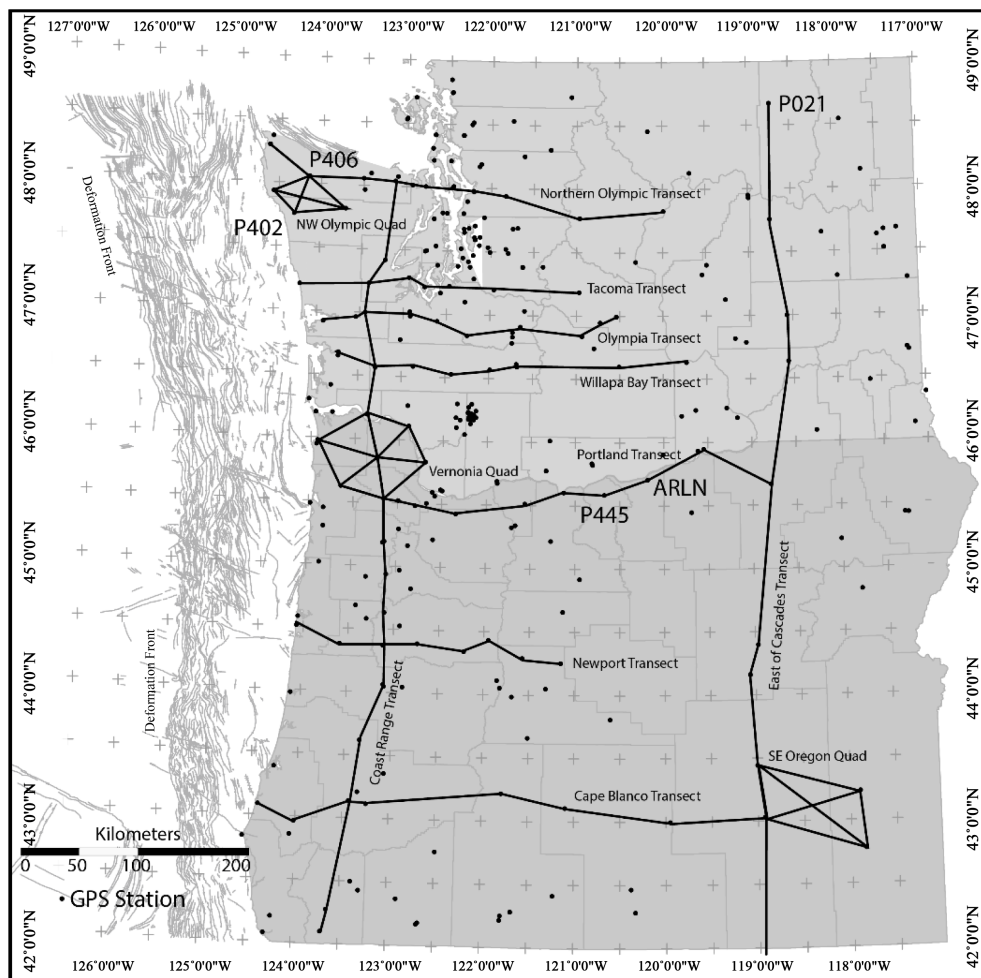 127°0'0"W 126°0'0"W 125°0'0"W 124°0'0"W 123°0'0"W 122°0'0"W 121°0'0"W 120°0'0"W 119°0'0"W 118°0'0"W 117°0'0"W
49°0'0"N
49°0'0"N
P021
P406
48°0'0"N
48°0'0"N
Northern Olympic Transect
P402
NW Olympic Quad
Deformation Front
Tacoma Transect
47°0'0"N
47°0'0"N
Olympia Transect
Willapa Bay Transect
46°0'0"N
46°0'0"N
Portland Transect
Vernonia Quad
ARLN
P445
45°0'0"N
45°0'0"N
East of Cascades Transect
Deformation Front
Newport Transect
44°0'0"N
44°0'0"N
Coast Range Transect
SE Oregon Quad
Cape Blanco Transect
43°0'0"N
43°0'0"N
Kilometers
0 50 100 200
GPS Station
42°0'0"N
42°0'0"N
126°0'0"W 125°0'0"W 124°0'0"W 123°0'0"W 122°0'0"W 121°0'0"W 120°0'0"W 119°0'0"W 118°0'0"W